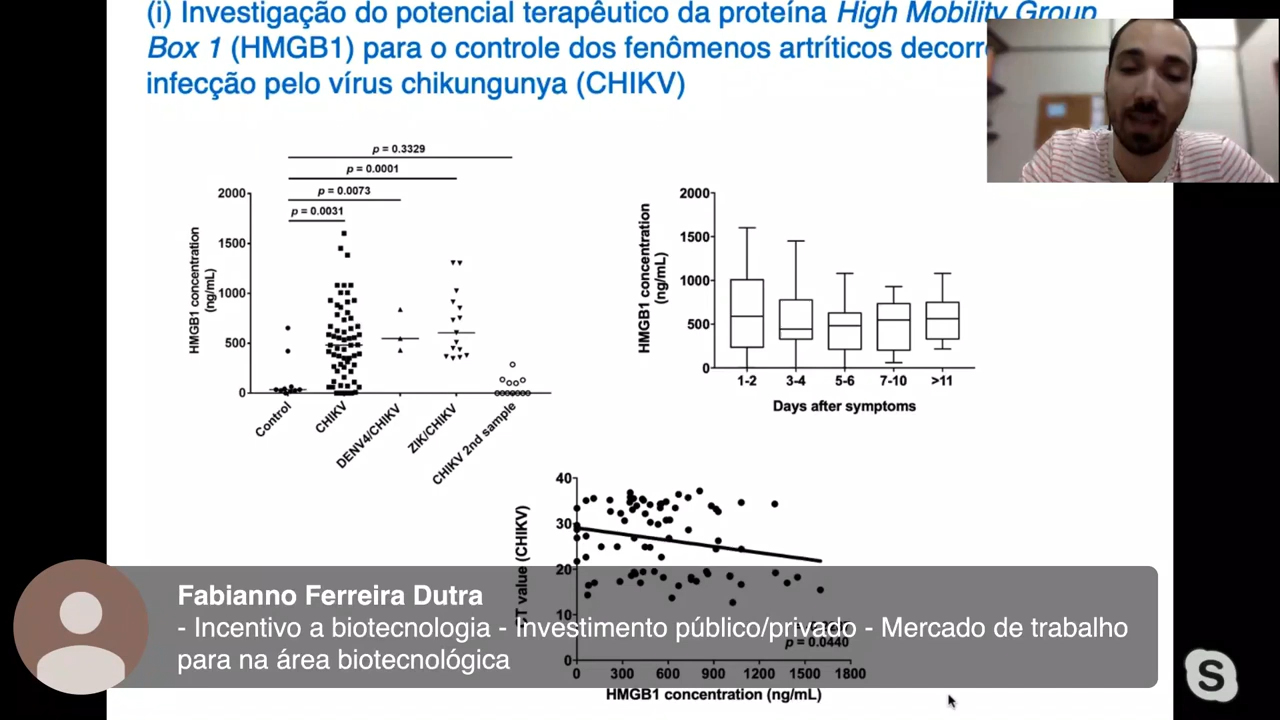 (i) Investigação do potencial terapêutico da proteína High Mobility Group
Box 1 (HMGB1) para o controle dos fenômenos artríticos
infecção pelo vírus chikungunya (CHIKV)
p = 0.3329
p = 0.0001
p = 0.0073
p = 0.0031
2000
1500
1000
500
0
HMGB1 concentration
(ng/mL)
Control
CHIKV
DENV4/CHIKV
ZIK/CHIKV
CHIKV 2nd sample
2000
1500
1000
500
0
HMGB1 concentration
(ng/mL)
1-2 3-4 5-6 7-10 >11
Days after symptoms
40
30
20
10
0
CT value (CHIKV)
p = 0.0440
0 300 600 900 1200 1500 1800
HMGB1 concentration (ng/mL)
Fabianno Ferreira Dutra
- Incentivo a biotecnologia - Investimento público/privado - Mercado de trabalho
para na área biotecnológica
S